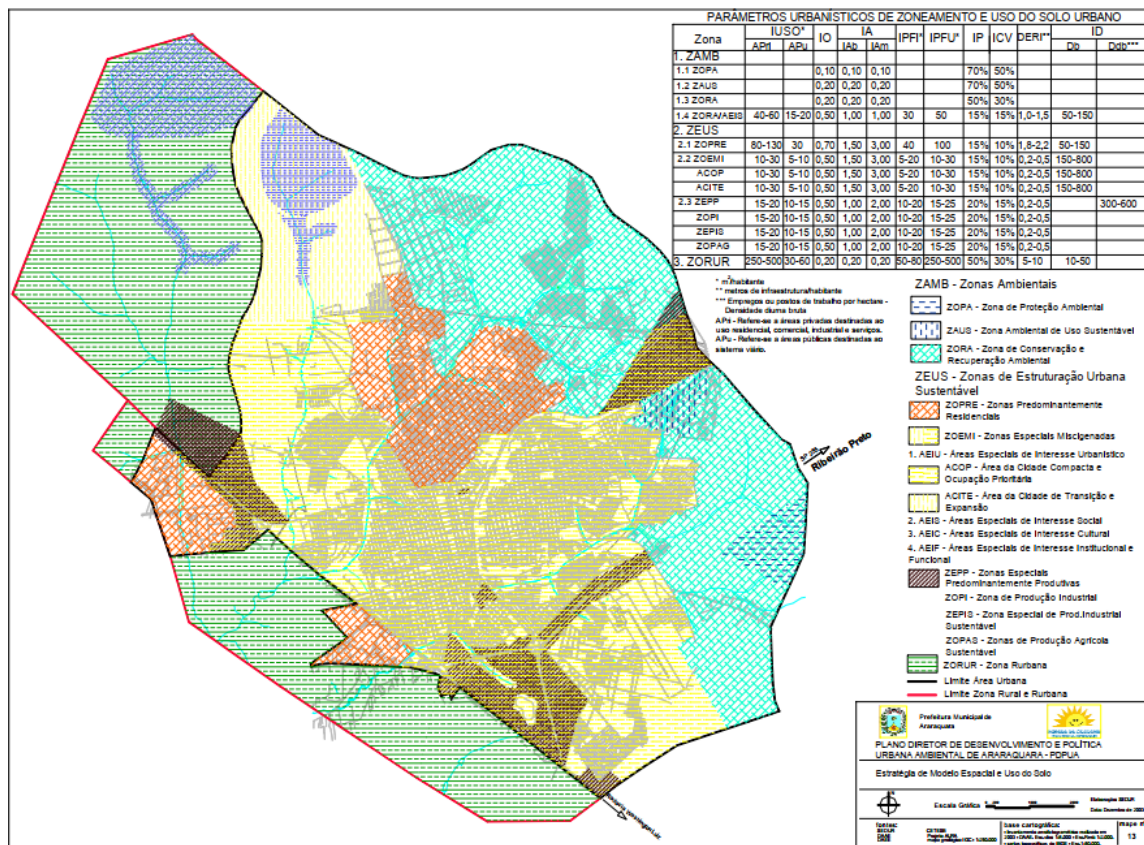 PARÂMETROS URBANÍSTICOS DE ZONEAMENTO E USO DO SOLO URBANO
Zona IUSO* IO IA IPFI* IPFU* IP ICV DERI** ID
APri APu IAb IAm Db Ddb***
1. ZAMB
1.1 ZOPA 0,10 0,10 0,10 70% 50%
1.2 ZAUS 0,20 0,20 0,20 70% 50%
1.3 ZORA 0,20 0,20 0,20 50% 30%
1.4 ZORA/AEIS 40-60 15-20 0,50 1,00 1,00 30 50 15% 15% 1,0-1,5 50-150
2. ZEUS
2.1 ZOPRE 80-130 30 0,70 1,50 3,00 40 100 15% 10% 1,8-2,2 50-150
2.2 ZOEMI 10-30 5-10 0,50 1,50 3,00 5-20 10-30 15% 10% 0,2-0,5 150-800
ACOP 10-30 5-10 0,50 1,50 3,00 5-20 10-30 15% 10% 0,2-0,5 150-800
ACITE 10-30 5-10 0,50 1,50 3,00 5-20 10-30 15% 10% 0,2-0,5 150-800
2.3 ZEPP 15-20 10-15 0,50 1,00 2,00 10-20 15-25 20% 15% 0,2-0,5 300-600
ZOPI 15-20 10-15 0,50 1,00 2,00 10-20 15-25 20% 15% 0,2-0,5
ZEPIS 15-20 10-15 0,50 1,00 2,00 10-20 15-25 20% 15% 0,2-0,5
ZOPAG 15-20 10-15 0,50 1,00 2,00 10-20 15-25 20% 15% 0,2-0,5
3. ZORUR 250-500 30-60 0,20 0,20 0,20 50-80 250-500 50% 30% 5-10 10-50
* m²/habitante
** metros de infraestrutura/habitante
*** Empregos ou postos de trabalho por hectare -
Densidade diurna bruta
APri - Refere-se a áreas privadas destinadas ao
uso residencial, comercial, industrial e serviços.
APu - Refere-se a áreas públicas destinadas ao
sistema viário.
ZAMB - Zonas Ambientais
ZOPA - Zona de Proteção Ambiental
ZAUS - Zona Ambiental de Uso Sustentável
ZORA - Zona de Conservação e
Recuperação Ambiental
ZEUS - Zonas de Estruturação Urbana
Sustentável
ZOPRE - Zonas Predominantemente
Residenciais
ZOEMI - Zonas Especiais Miscigenadas
1. AEIU - Áreas Especiais de Interesse Urbanístico
ACOP - Área da Cidade Compacta e
Ocupação Prioritária
ACITE - Área da Cidade de Transição e
Expansão
2. AEIS - Áreas Especiais de Interesse Social
3. AEIC - Áreas Especiais de Interesse Cultural
4. AEIF - Áreas Especiais de Interesse Institucional e
Funcional
ZEPP - Zonas Especiais
Predominantemente Produtivas
ZOPI - Zona de Produção Industrial
ZEPIS - Zona Especial de Prod.Industrial
Sustentável
ZOPAS - Zonas de Produção Agrícola
Sustentável
ZORUR - Zona Rurbana
Limite Área Urbana
Limite Zona Rural e Rurbana
Ribeirão Preto
Prefeitura Municipal de
Araraquara
PLANO DIRETOR DE DESENVOLVIMENTO E POLÍTICA
URBANA AMBIENTAL DE ARARAQUARA - PDPUA
Estratégia de Modelo Espacial e Uso do Solo
Escala Gráfica
fontes:
base cartográfica:
mapa nº
13